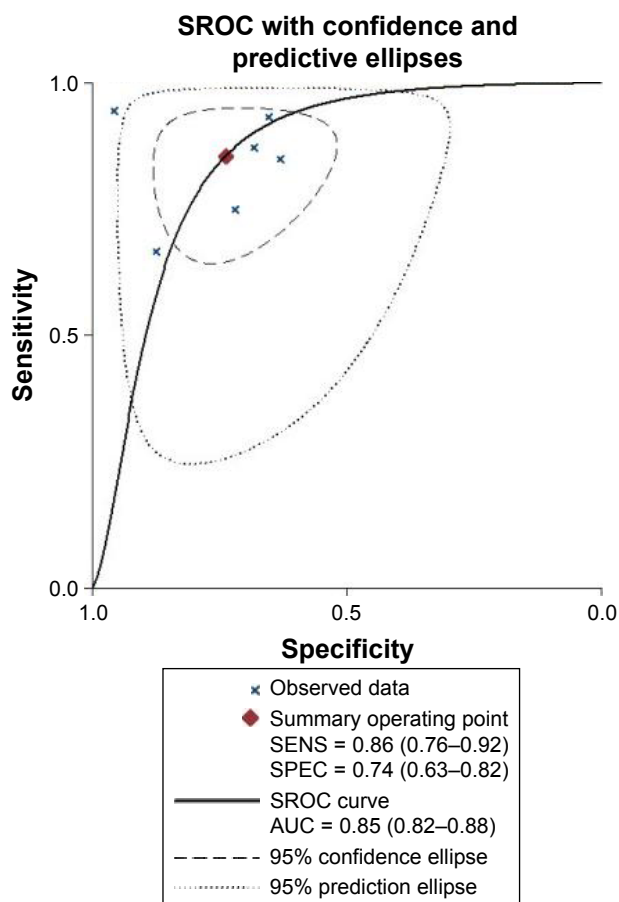 SROC with confidence and
predictive ellipses
1.0
0.5
0.0
Sensitivity
1.0
0.5
0.0
Specificity
Observed data
Summary operating point
SENS = 0.86 (0.76–0.92)
SPEC = 0.74 (0.63–0.82)
SROC curve
AUC = 0.85 (0.82–0.88)
95% confidence ellipse
95% prediction ellipse